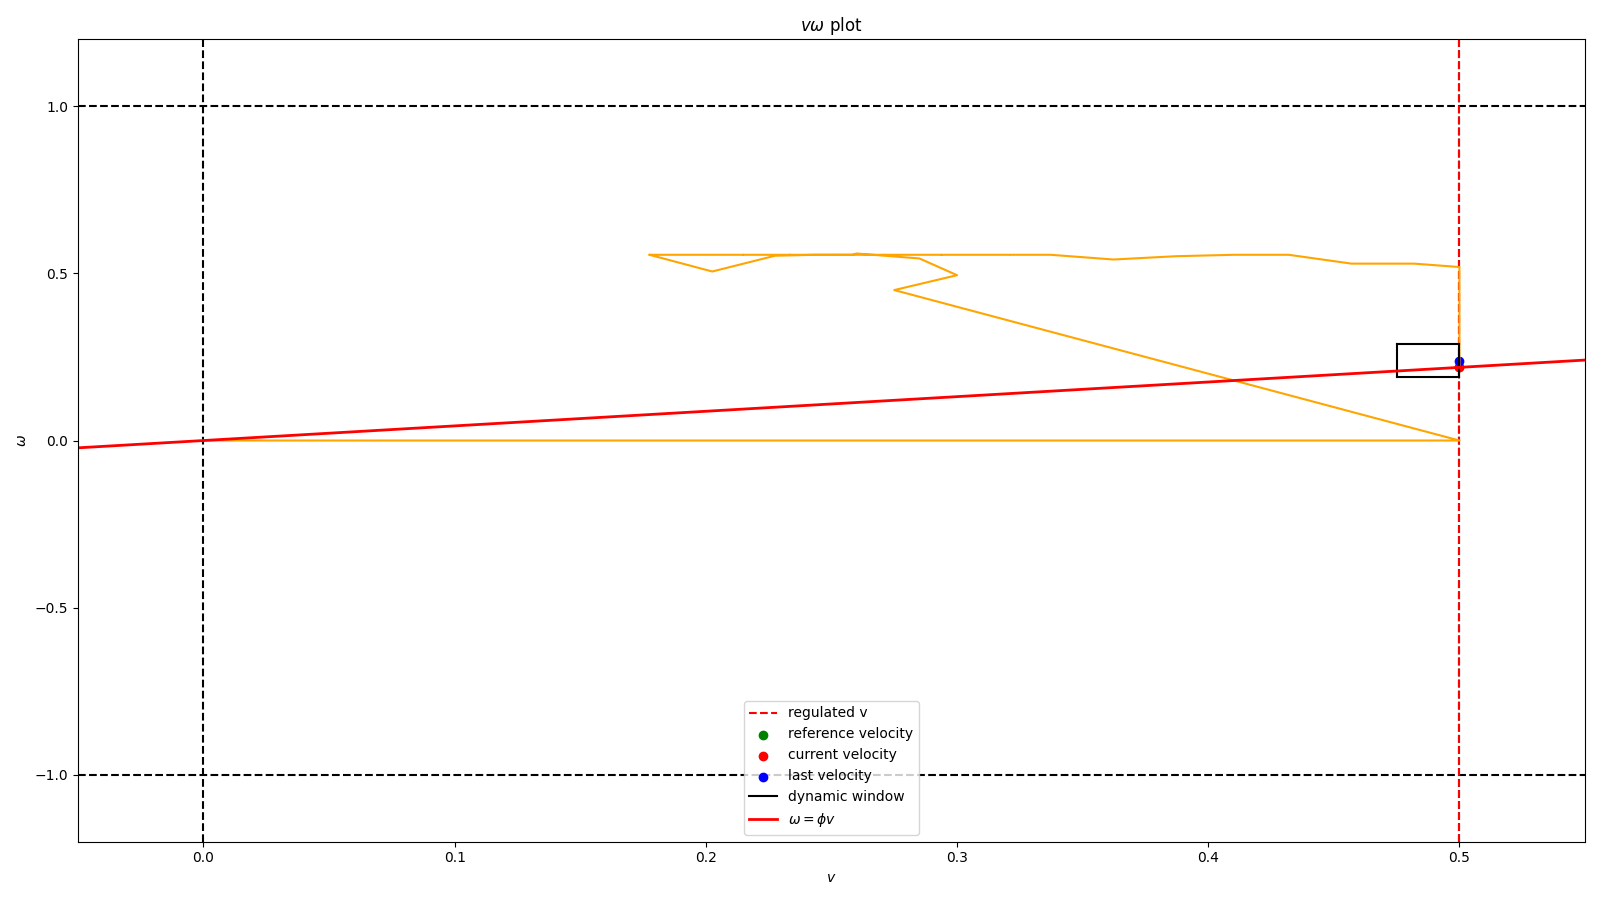 vω plot
1.0
0.5
0.0
−0.5
−1.0
ω
0.0 0.1 0.2 0.3 0.4 0.5
v
regulated v
reference velocity
current velocity
last velocity
dynamic window
ω = ϕv